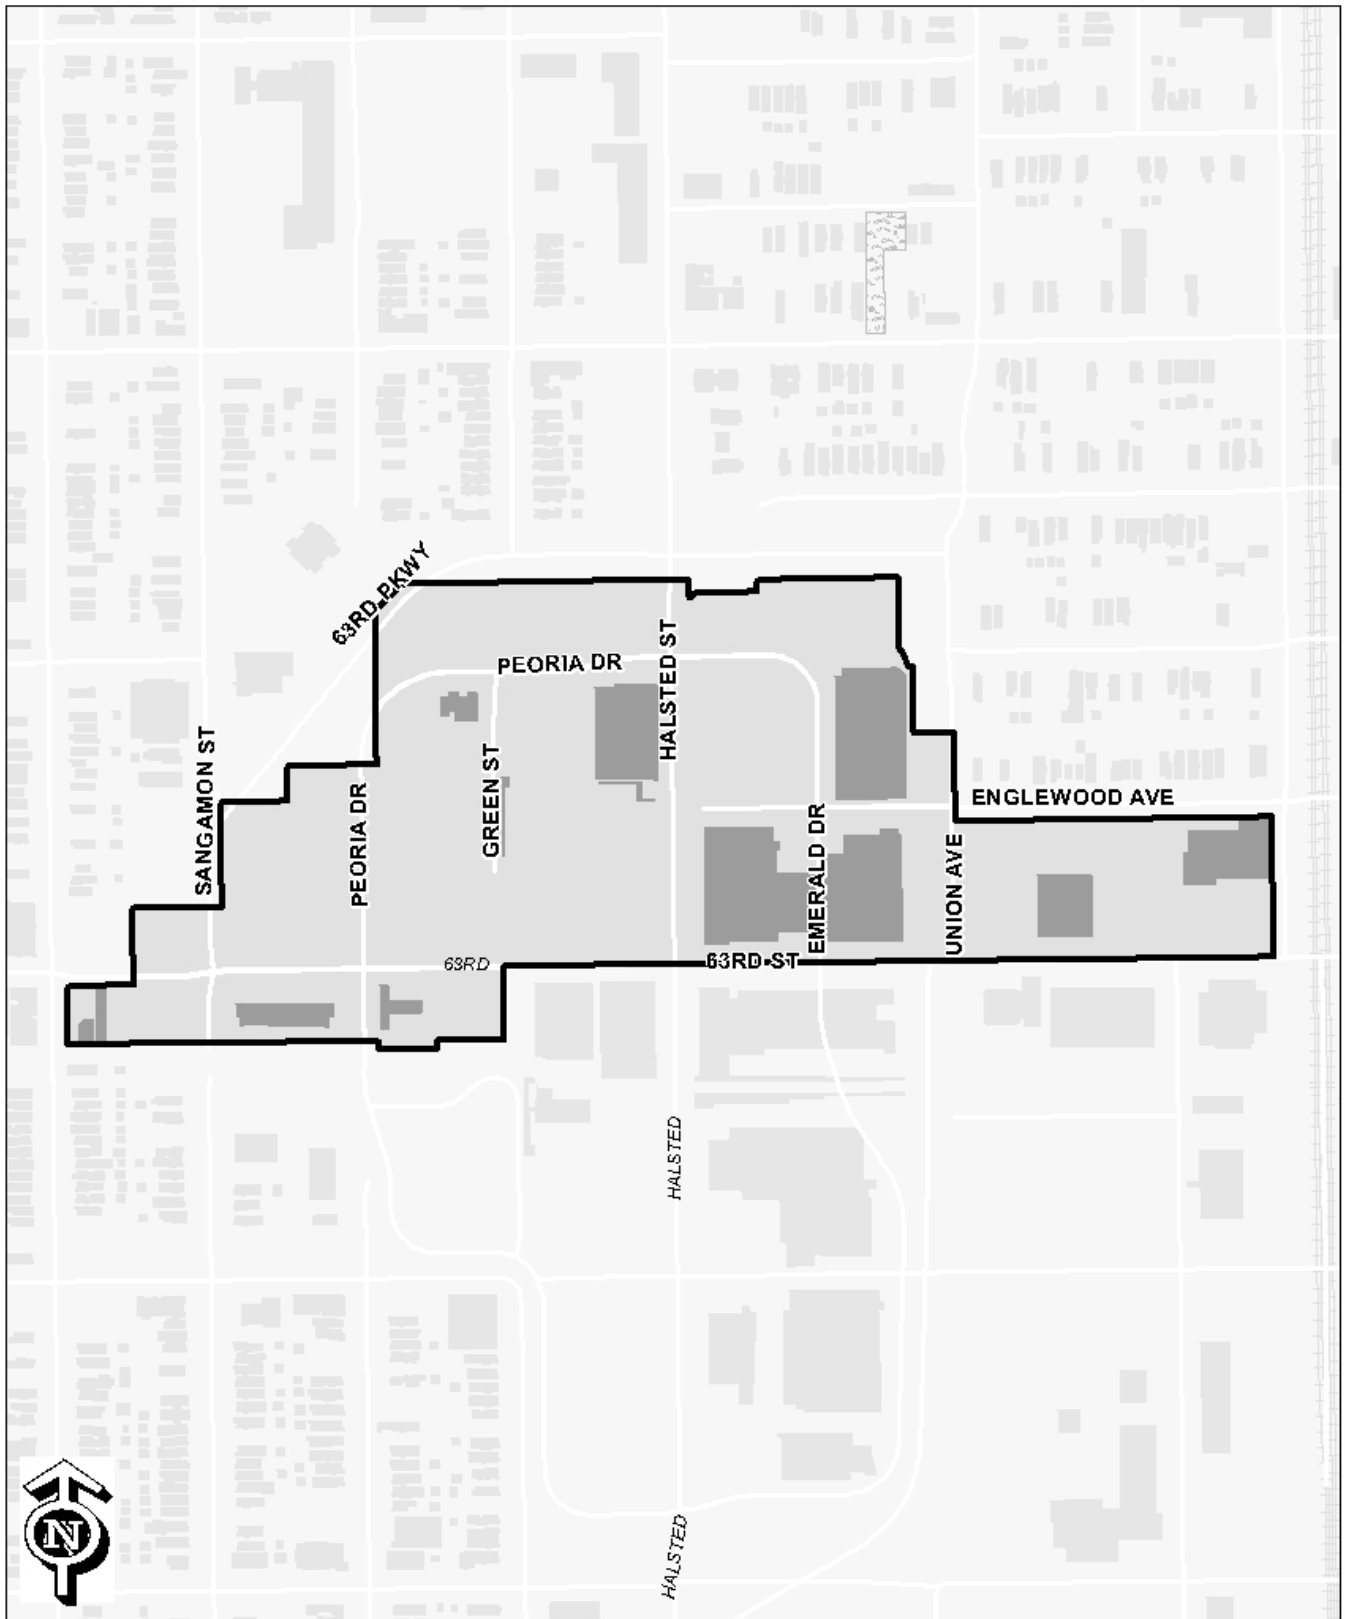 63RD PKWY
PEORIA DR
HALSTED ST
SANGAMON ST
PEORIA DR
GREEN ST
EMERALD DR
ENGLEWOOD AVE
UNION AVE
63RD
63RD ST
HALSTED
HALSTED
N